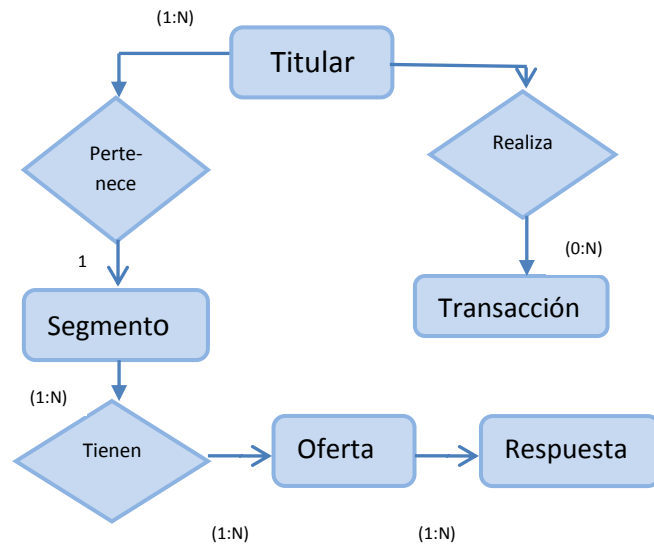 (1:N)
Titular
Perte-
nece
Realiza
1
(0:N)
Segmento
Transacción
(1:N)
Tienen
Oferta
Respuesta
(1:N)
(1:N)